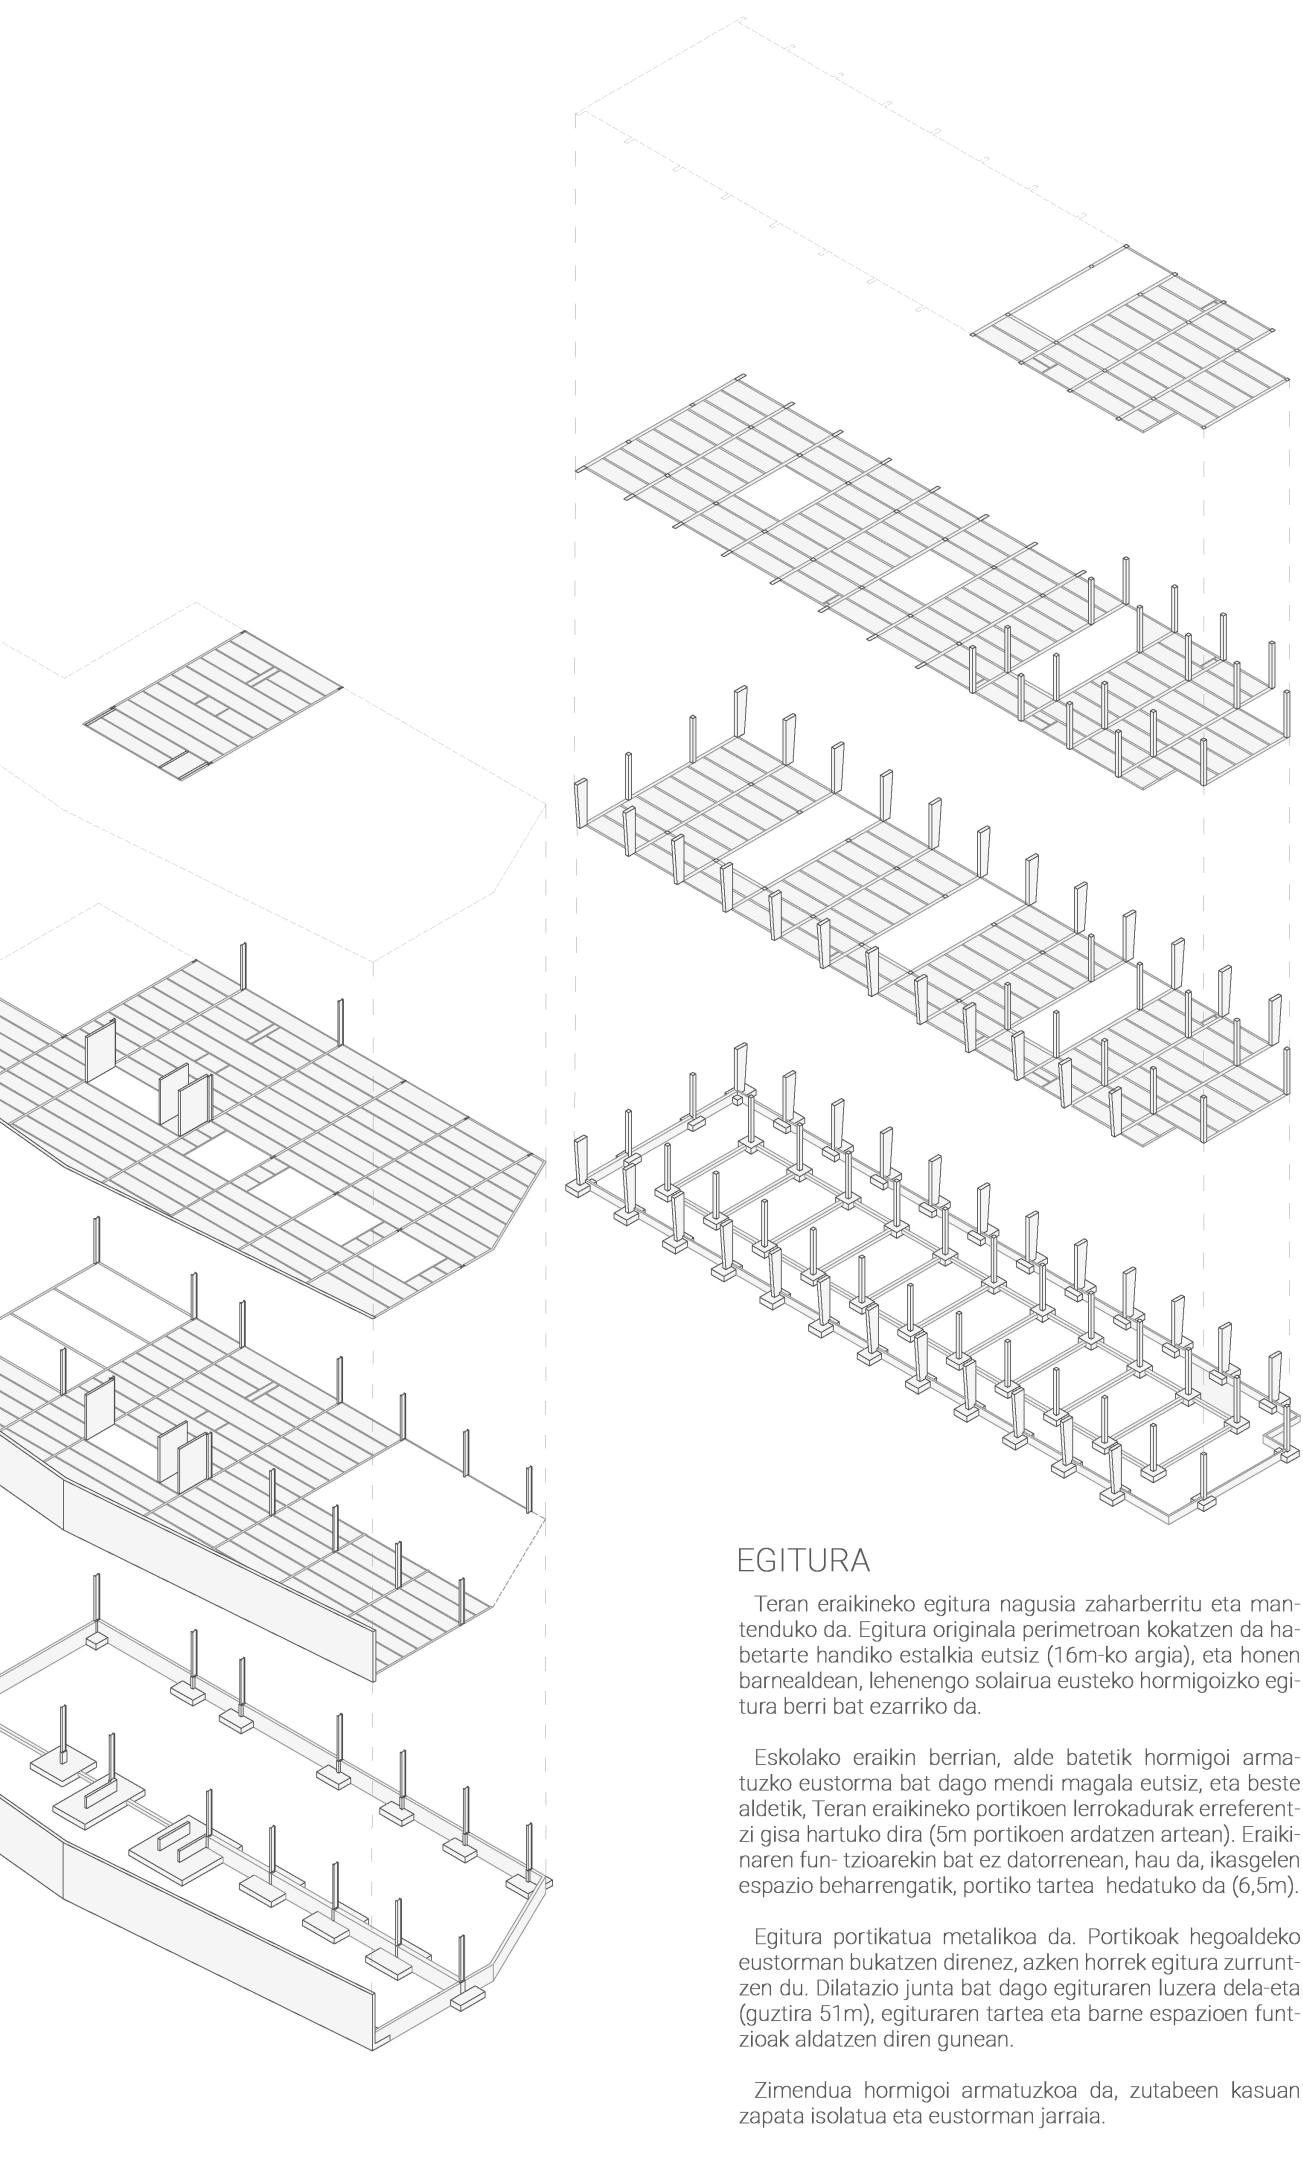 EGITURA
Teran eraikineko egitura nagusia zaharberritu eta man-
tenduko da. Egitura originala perimetroan kokatzen da ha-
betarte handiko estalkia eutsiz (16m-ko argia), eta honen
barnealdean, lehenengo solairua eusteko hormigoizko egi-
tura berri bat ezarriko da.
Eskolako eraikin berrian, alde batetik hormigoi arma-
tuzko eustorma bat dago mendi magala eutsiz, eta beste
aldetik, Teran eraikineko portikoen lerrokadurak erreferent-
zi gisa hartuko dira (5m portikoen ardatzen artean). Eraiki-
naren fun- tzioarekin bat ez datorrenean, hau da, ikasgelen
espazio beharrengatik, portiko tartea hedatuko da (6,5m).
Egitura portikatua metalikoa da. Portikoak hegoaldeko
eustorman bukatzen direnez, azken horrek egitura zurrunt-
zen du. Dilatazio junta bat dago egituraren luzera dela-eta
(guztira 51m), egituraren tartea eta barne espazioen funt-
zioak aldatzen diren gunean.
Zimendua hormigoi armatuzkoa da, zutabeen kasuan
zapata isolatua eta eustorman jarraia.